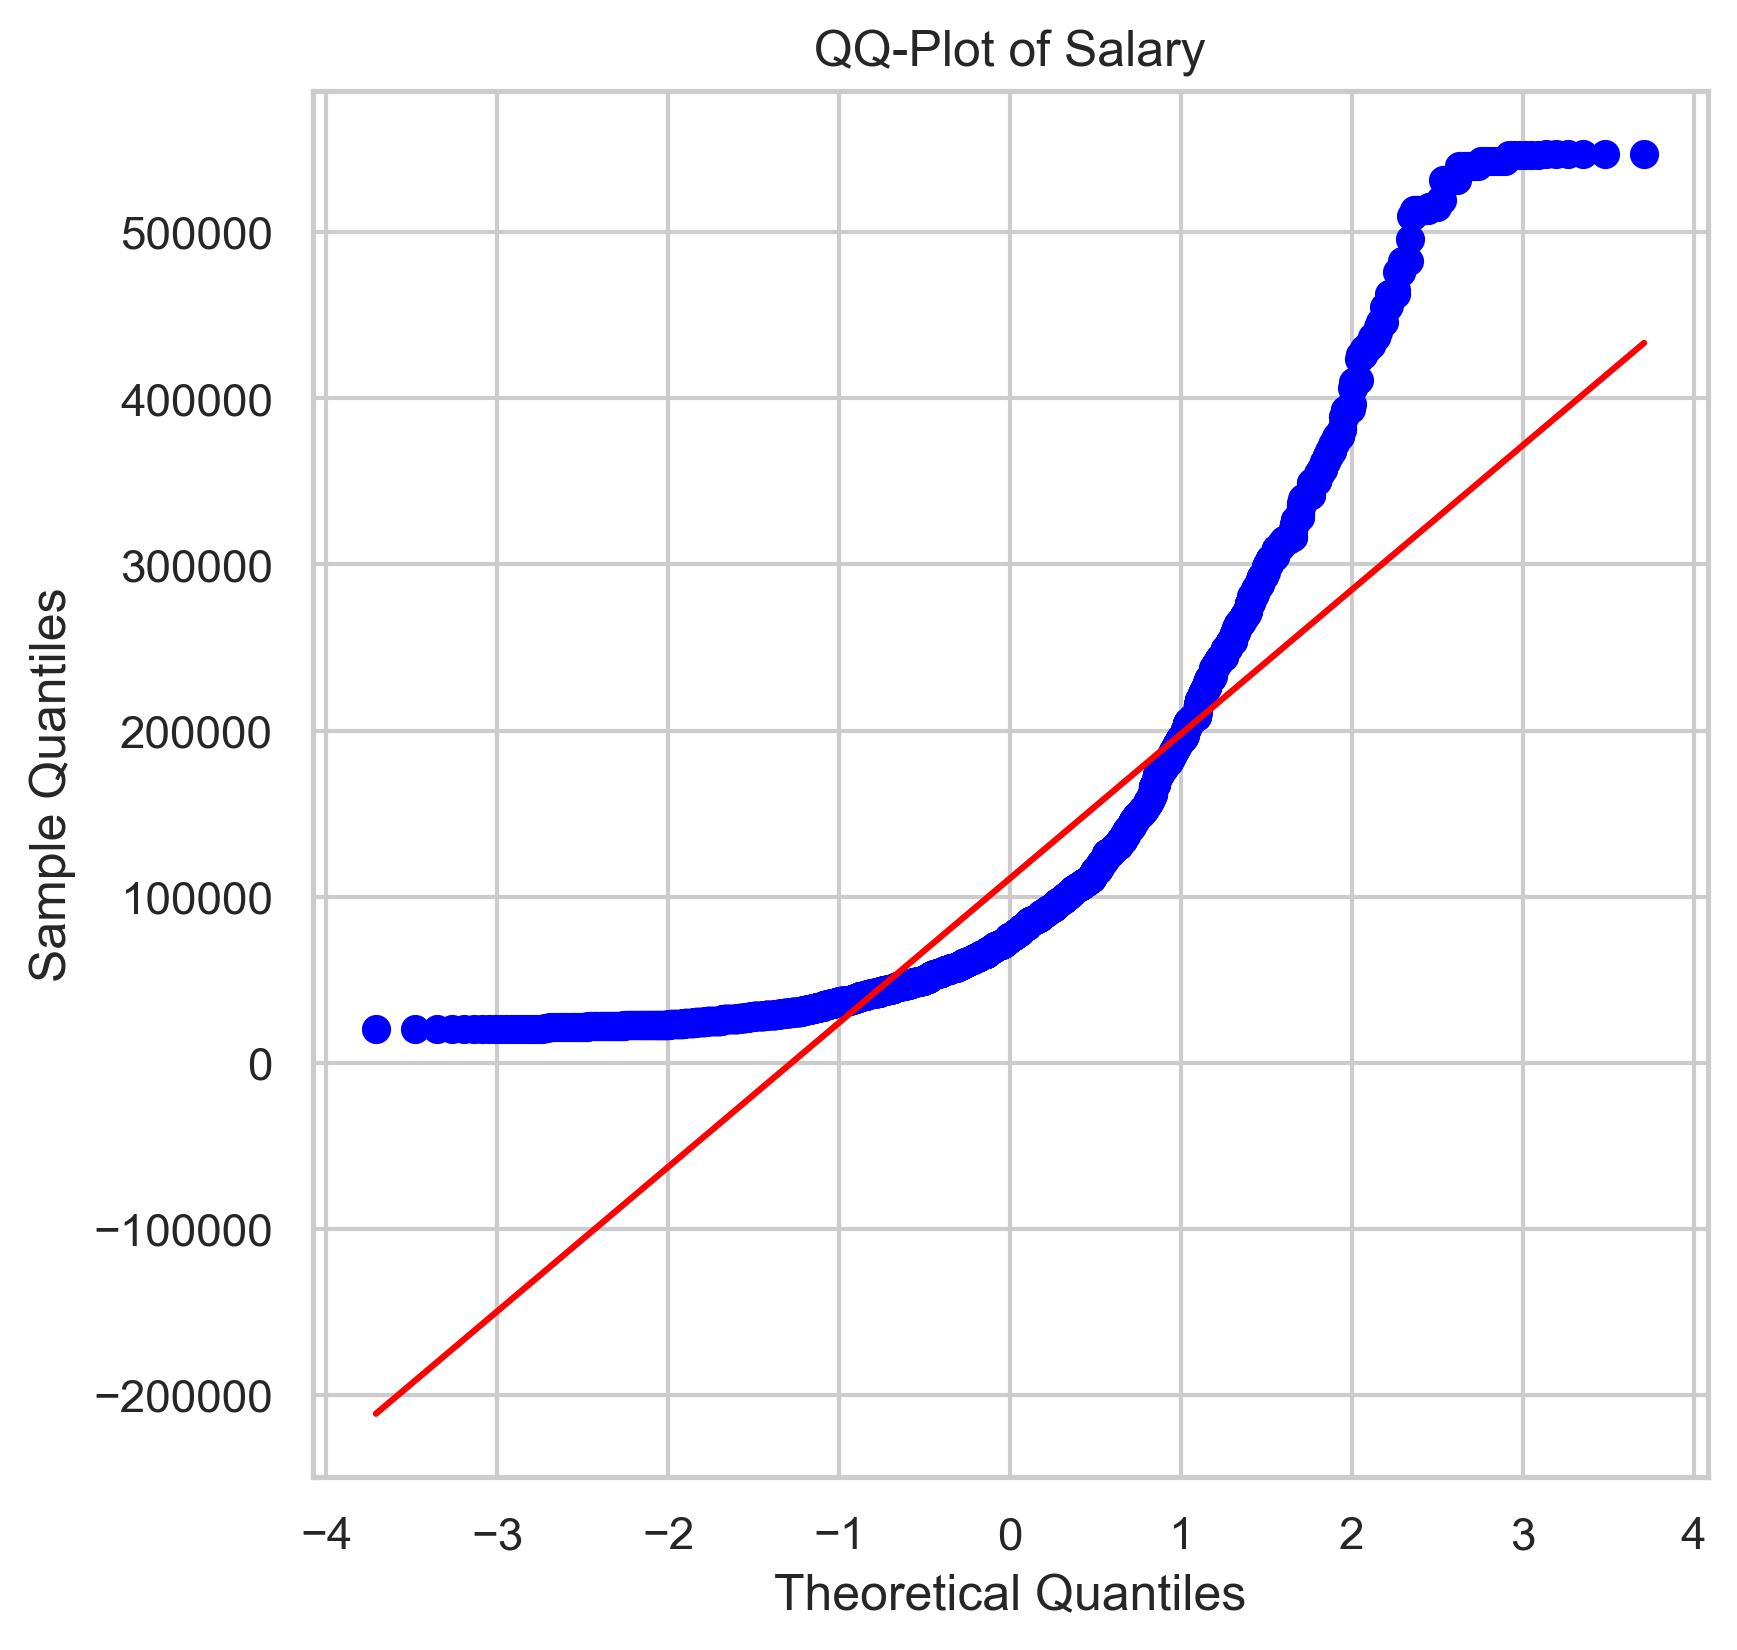 QQ-Plot of Salary
500000
400000
300000
200000
100000
0
−100000
−200000
Sample Quantiles
−4 −3 −2 −1 0 1 2 3 4
Theoretical Quantiles